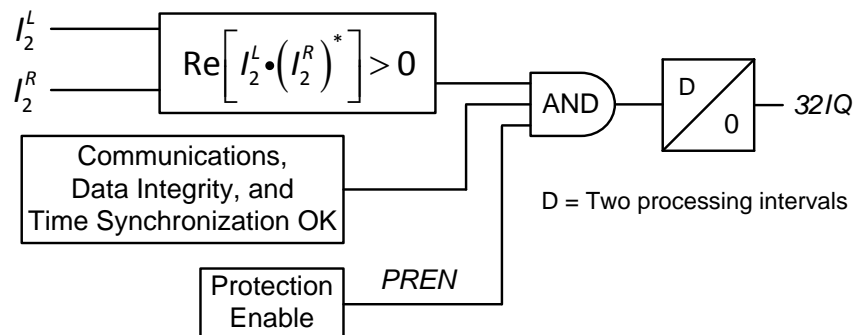 I₂ᴸ
Re[I₂ᴸ•(I₂ᴿ)*]>0
I₂ᴿ
AND
D
0
32IQ
Communications,
Data Integrity, and
Time Synchronization OK
D = Two processing intervals
PREN
Protection
Enable